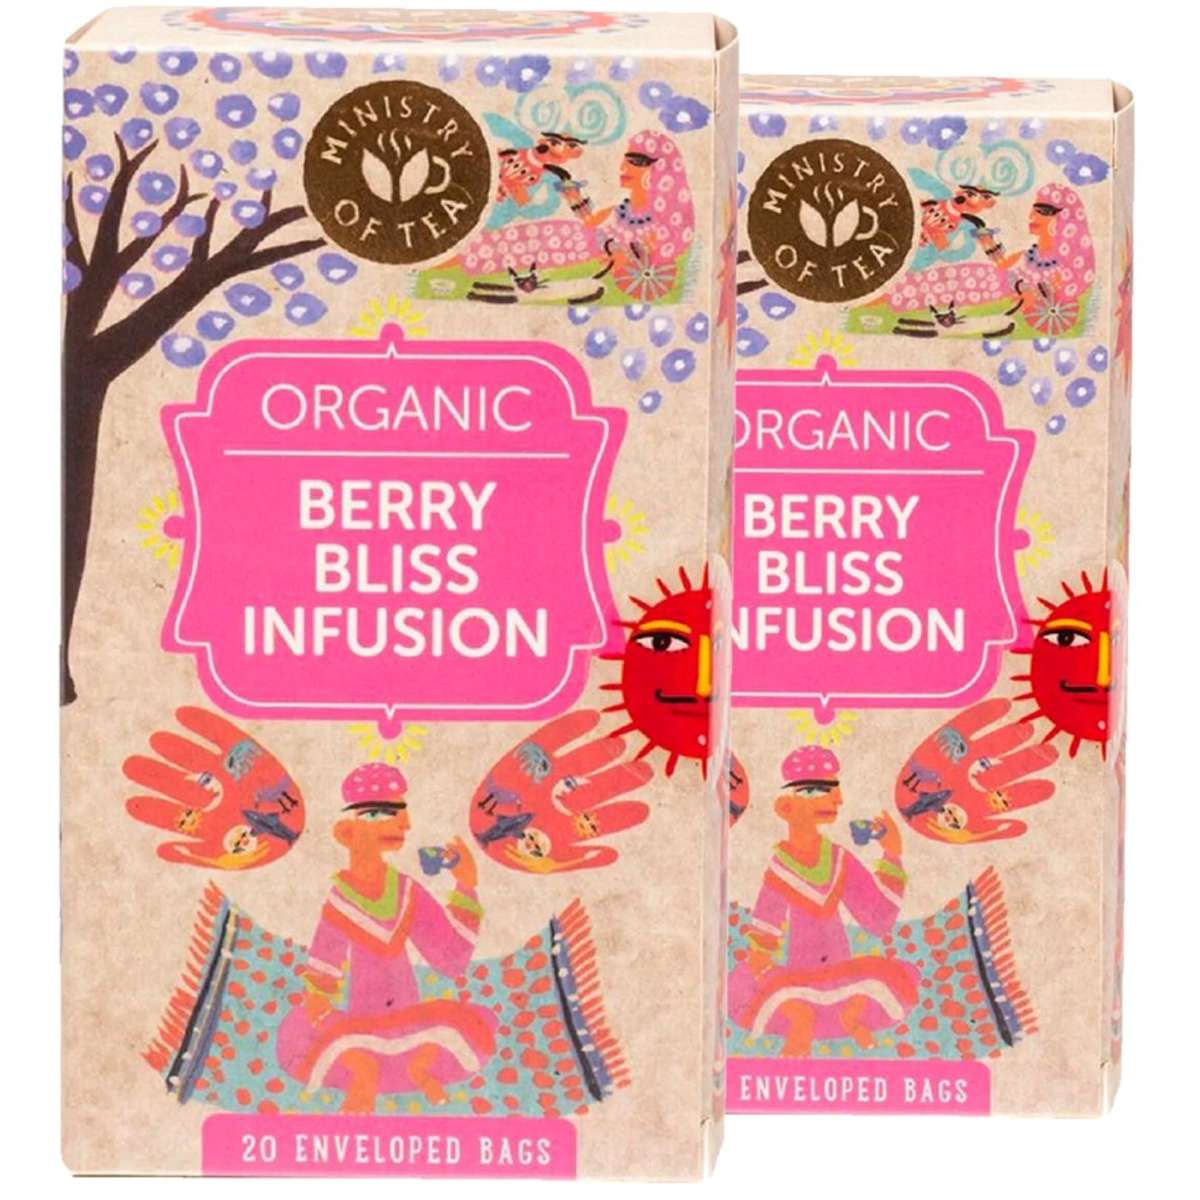 MINISTRY
OF TEA
ORGANIC
BERRY
BLISS
INFUSION
20 ENVELOPED BAGS
MINISTRY
OF TEA
ORGANIC
BERRY
BLISS
NFUSION
ENVELOPED BAGS